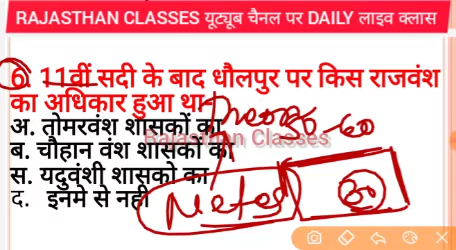 RAJASTHAN CLASSES यूट्यूब चैनल पर DAILY लाइव क्लास
6. 11वीं सदी के बाद धौलपुर पर किस राजवंश
का अधिकार हुआ था
अ. तोमरवंश शासकों का
ब. चौहान वंश शासकों का
Rajasthan Classes
स. यदुवंशी शासको का
द. इनमे से नही